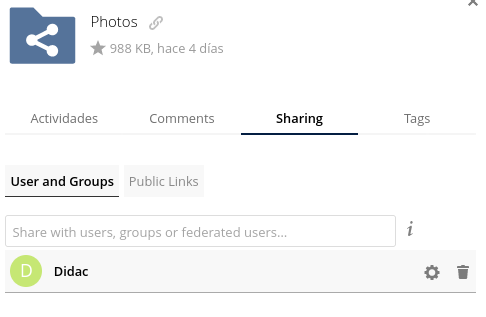 Photos
988 KB, hace 4 días
Actividades Comments Sharing Tags
User and Groups Public Links
Share with users, groups or federated users...
i
D Didac